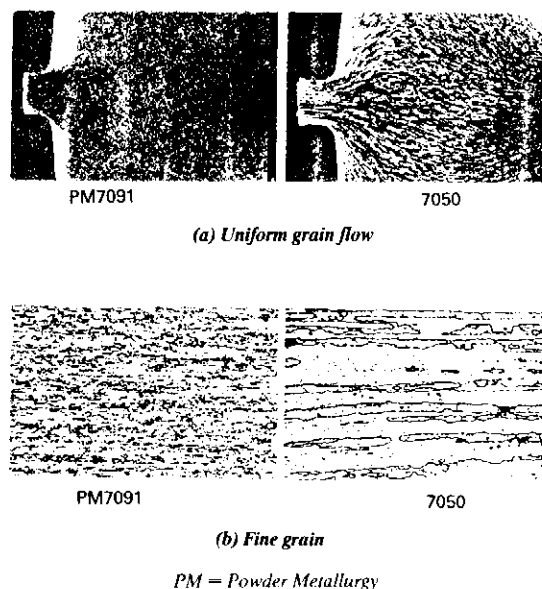 PM7091 7050
(a) Uniform grain flow
PM7091 7050
(b) Fine grain
PM = Powder Metallurgy